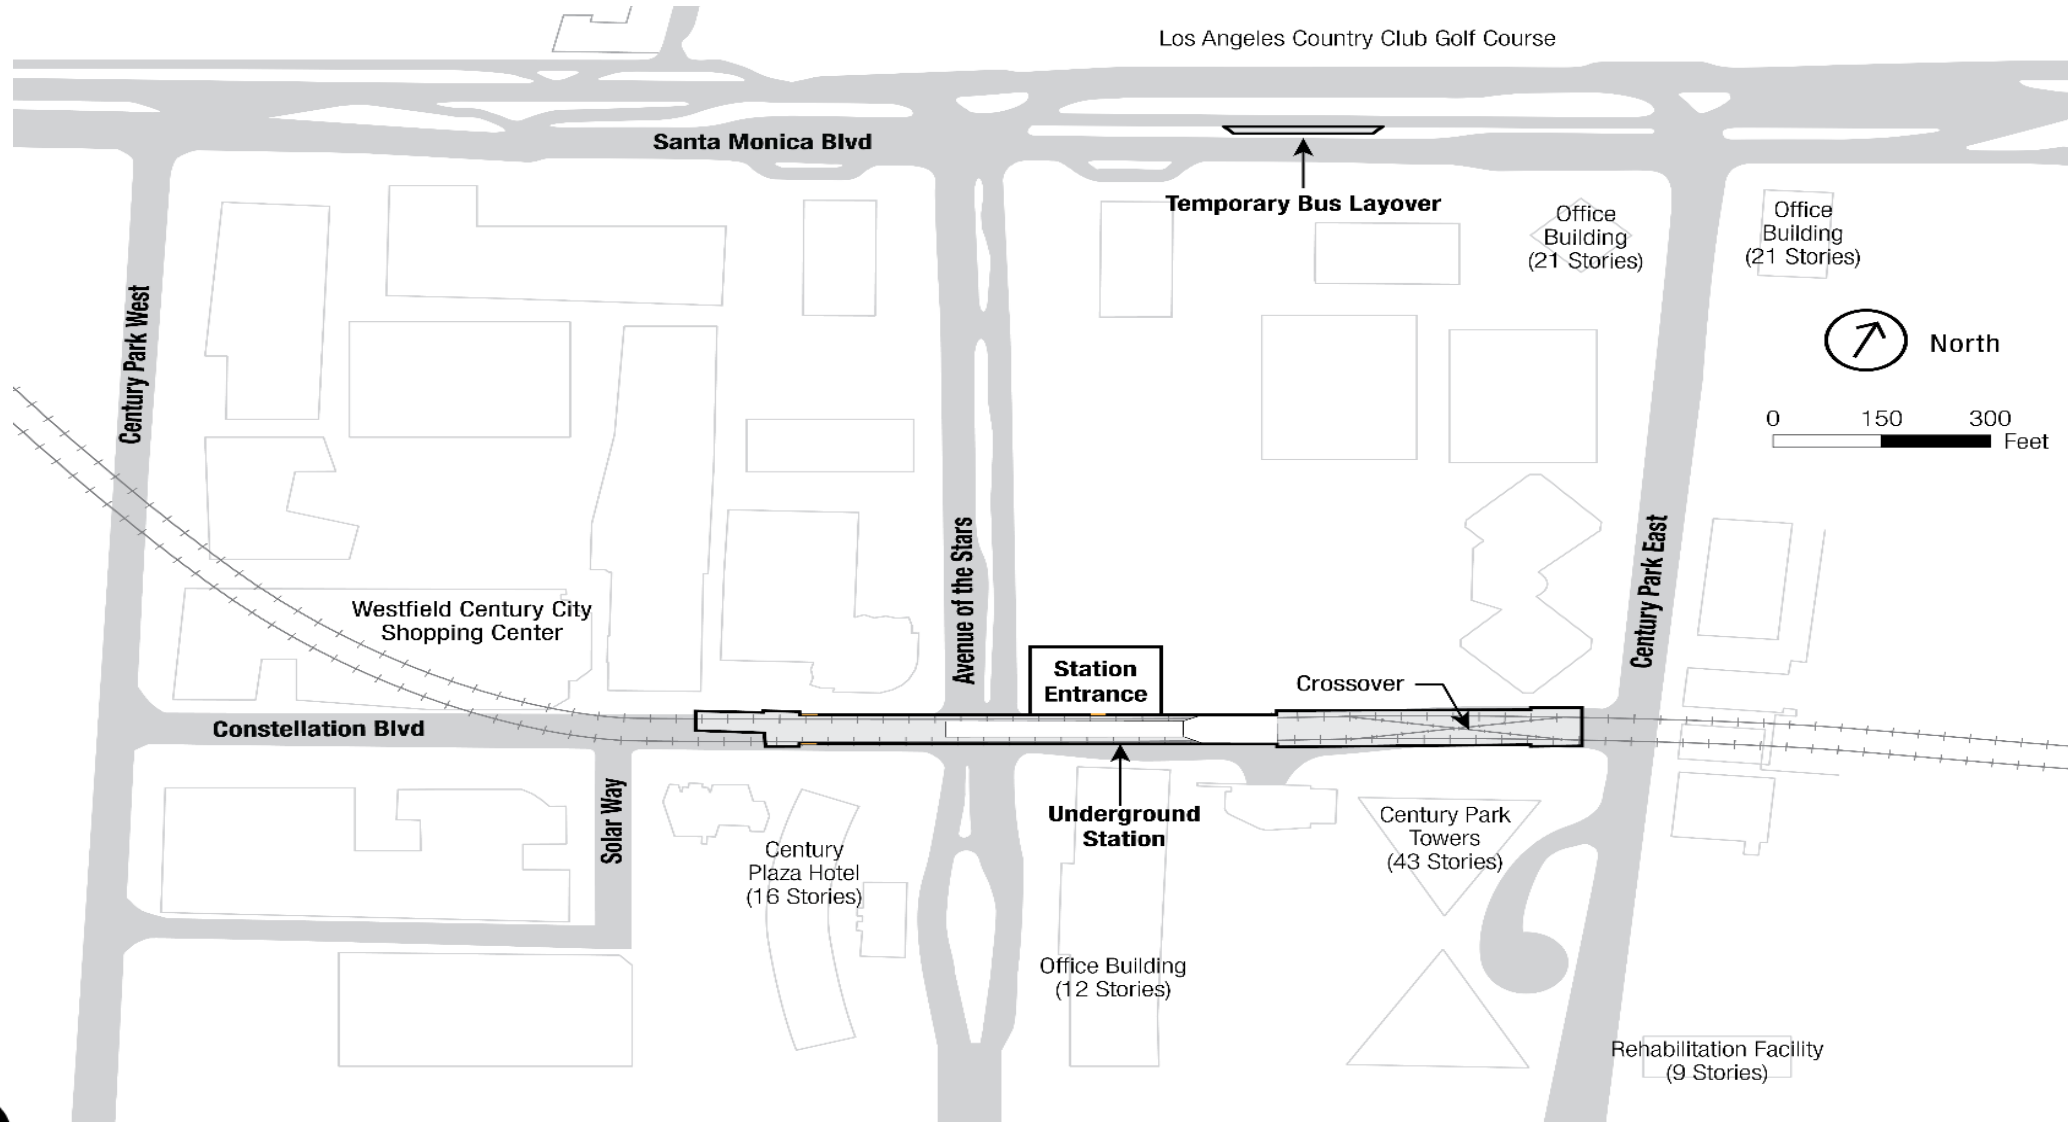 Los Angeles Country Club Golf Course
Santa Monica Blvd
Temporary Bus Layover
Office
Building
(21 Stories)
Office
Building
(21 Stories)
North
0 150 300
Feet
Century Park West
Avenue of the Stars
Century Park East
Westfield Century City
Shopping Center
Station
Entrance
Crossover
Constellation Blvd
Solar Way
Underground
Station
Century Park
Towers
(43 Stories)
Century
Plaza Hotel
(16 Stories)
Office Building
(12 Stories)
Rehabilitation Facility
(9 Stories)